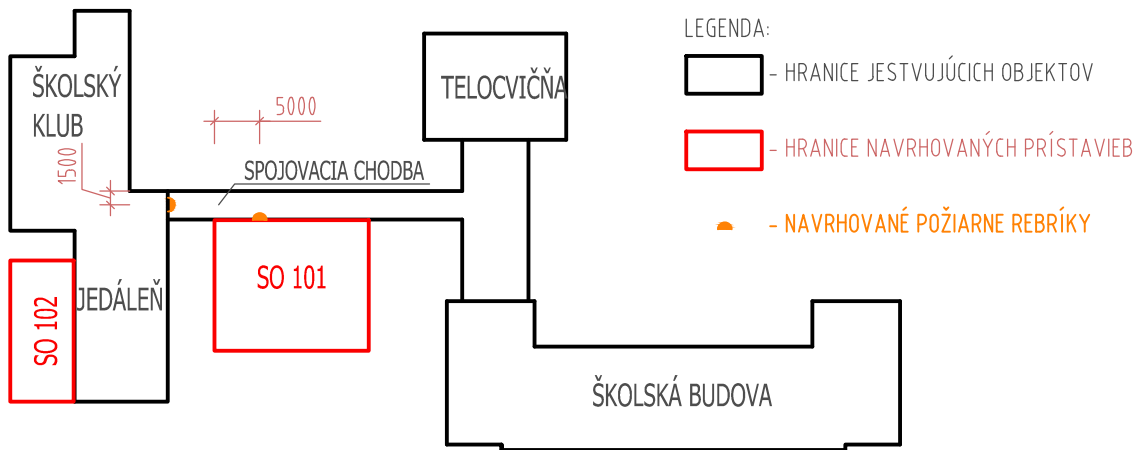 LEGENDA:
- HRANICE JESTVUJÚCICH OBJEKTOV
- HRANICE NAVRHOVANÝCH PRÍSTAVIEB
- NAVRHOVANÉ POŽIARNE REBRÍKY
ŠKOLSKÝ
KLUB
TELOCVIČŇA
5000
1500
SPOJOVACIA CHODBA
SO 101
SO 102
JEDÁLEŇ
ŠKOLSKÁ BUDOVA